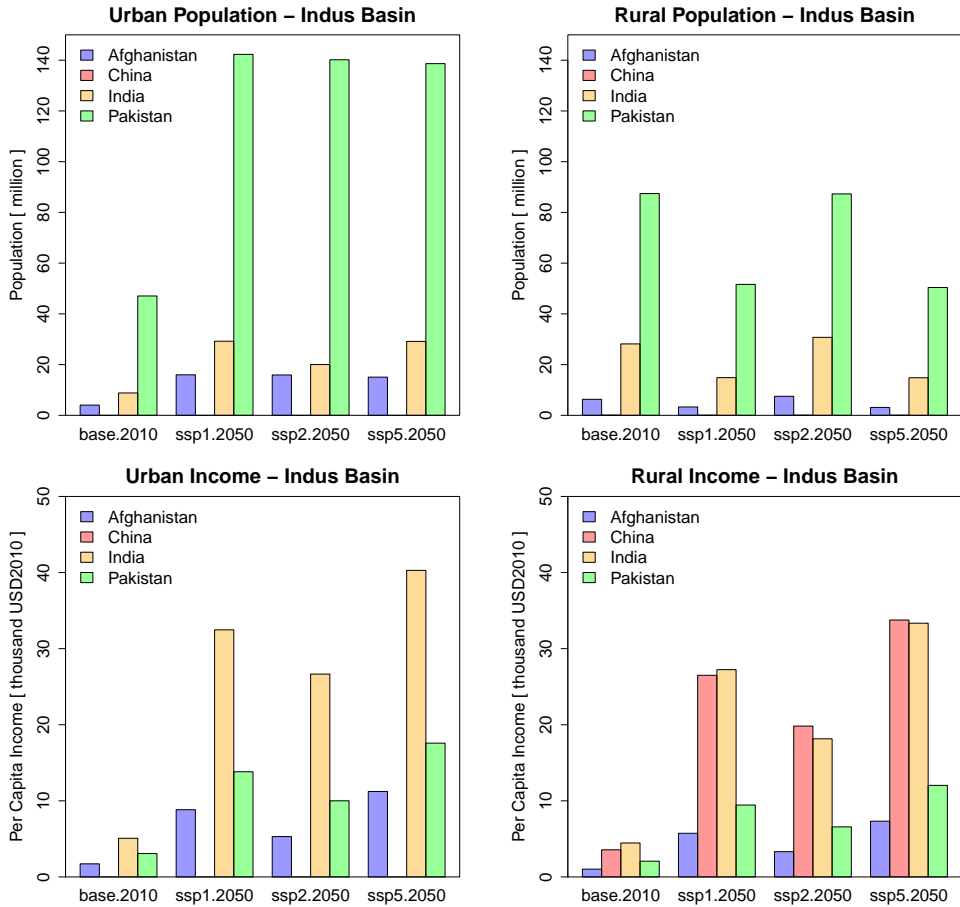 Urban Population – Indus Basin
Population [ million ]
0 20 40 60 80 100 120 140
Afghanistan
China
India
Pakistan
base.2010 ssp1.2050 ssp2.2050 ssp5.2050
Rural Population – Indus Basin
Population [ million ]
0 20 40 60 80 100 120 140
Afghanistan
China
India
Pakistan
base.2010 ssp1.2050 ssp2.2050 ssp5.2050
Urban Income – Indus Basin
Per Capita Income [ thousand USD2010 ]
0 10 20 30 40 50
Afghanistan
China
India
Pakistan
base.2010 ssp1.2050 ssp2.2050 ssp5.2050
Rural Income – Indus Basin
Per Capita Income [ thousand USD2010 ]
0 10 20 30 40 50
Afghanistan
China
India
Pakistan
base.2010 ssp1.2050 ssp2.2050 ssp5.2050